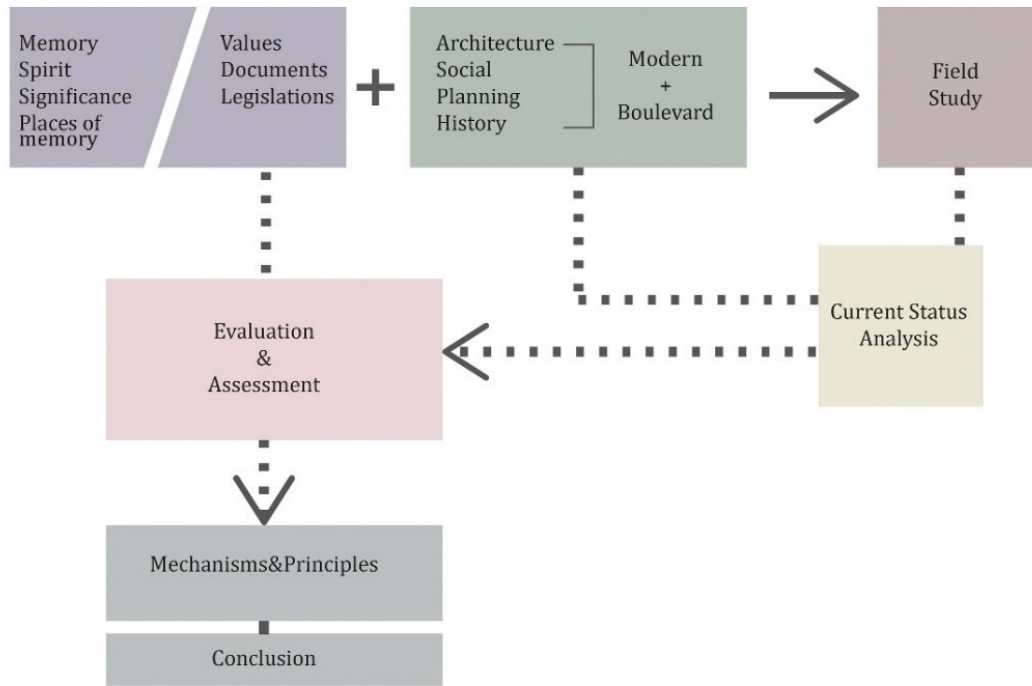 Memory
Spirit
Significance
Places of
memory
Values
Documents
Legislations
+
Architecture
Social
Planning
History
Modern
+
Boulevard
Field
Study
Current Status
Analysis
Evaluation
&
Assessment
Mechanisms&Principles
Conclusion